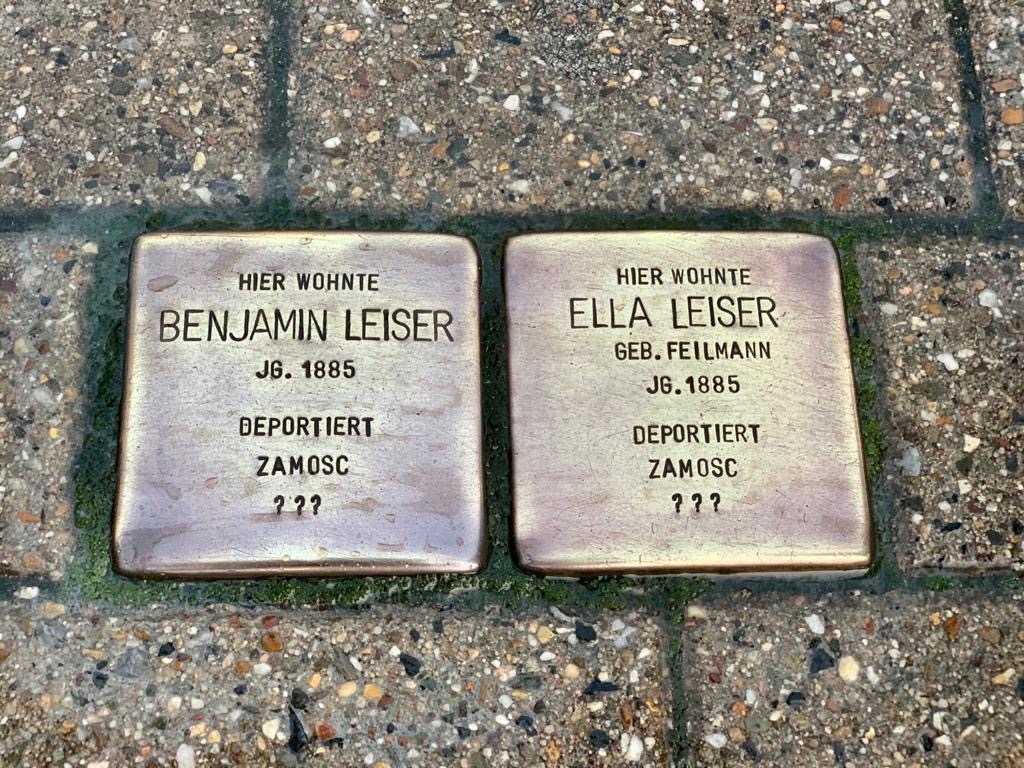 HIER WOHNTE
BENJAMIN LEISER
JG. 1885
DEPORTIERT
ZAMOSC
???
HIER WOHNTE
ELLA LEISER
GEB. FEILMANN
JG. 1885
DEPORTIERT
ZAMOSC
???